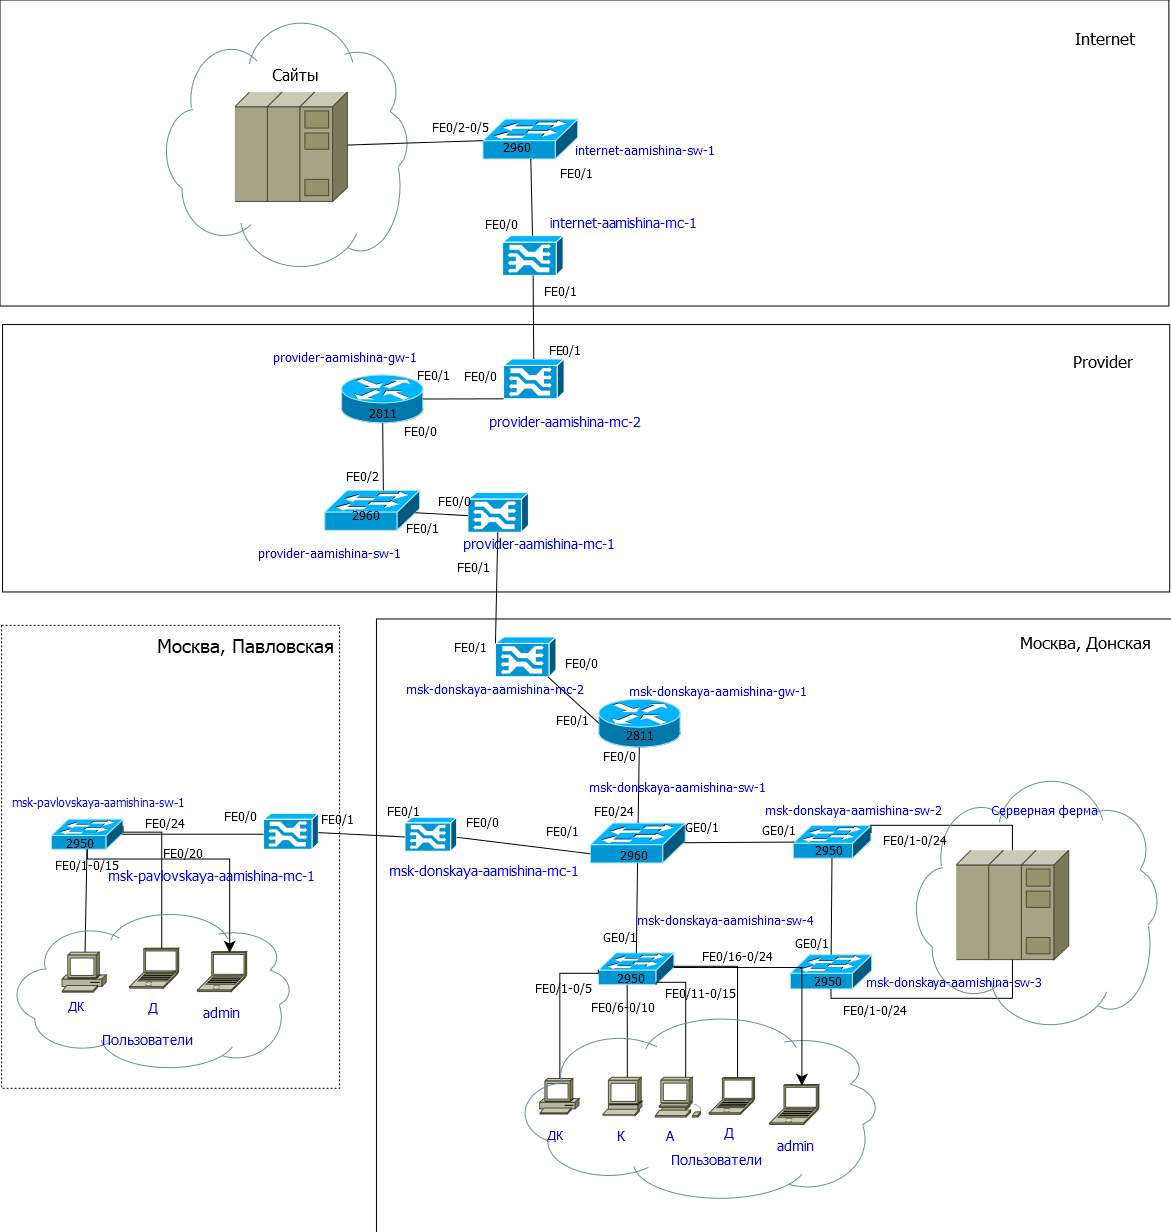 Internet
Сайты
FE0/2-0/5
2960
internet-aamishina-sw-1
FE0/1
FE0/0
internet-aamishina-mc-1
FE0/1
Provider
FE0/1
provider-aamishina-gw-1
FE0/1
FE0/0
2811
provider-aamishina-mc-2
FE0/0
FE0/2
2960
FE0/0
FE0/1
provider-aamishina-sw-1
provider-aamishina-mc-1
FE0/1
Москва, Павловская
Москва, Донская
FE0/1
FE0/0
msk-donskaya-aamishina-mc-2
msk-donskaya-aamishina-gw-1
FE0/1
2811
FE0/0
msk-donskaya-aamishina-sw-1
msk-pavlovskaya-aamishina-sw-1
FE0/24
FE0/0
FE0/1
2950
FE0/20
FE0/1-0/15
msk-pavlovskaya-aamishina-mc-1
FE0/1
FE0/0
msk-donskaya-aamishina-mc-1
FE0/24
FE0/1
2960
GE0/1
GE0/1
msk-donskaya-aamishina-sw-2
2950
FE0/1-0/24
Серверная ферма
msk-donskaya-aamishina-sw-4
GE0/1
2950
FE0/16-0/24
GE0/1
2950
msk-donskaya-aamishina-sw-3
FE0/1-0/24
FE0/1-0/5
FE0/6-0/10
FE0/11-0/15
ДК
Д
admin
Пользователи
ДК
К
А
Д
admin
Пользователи